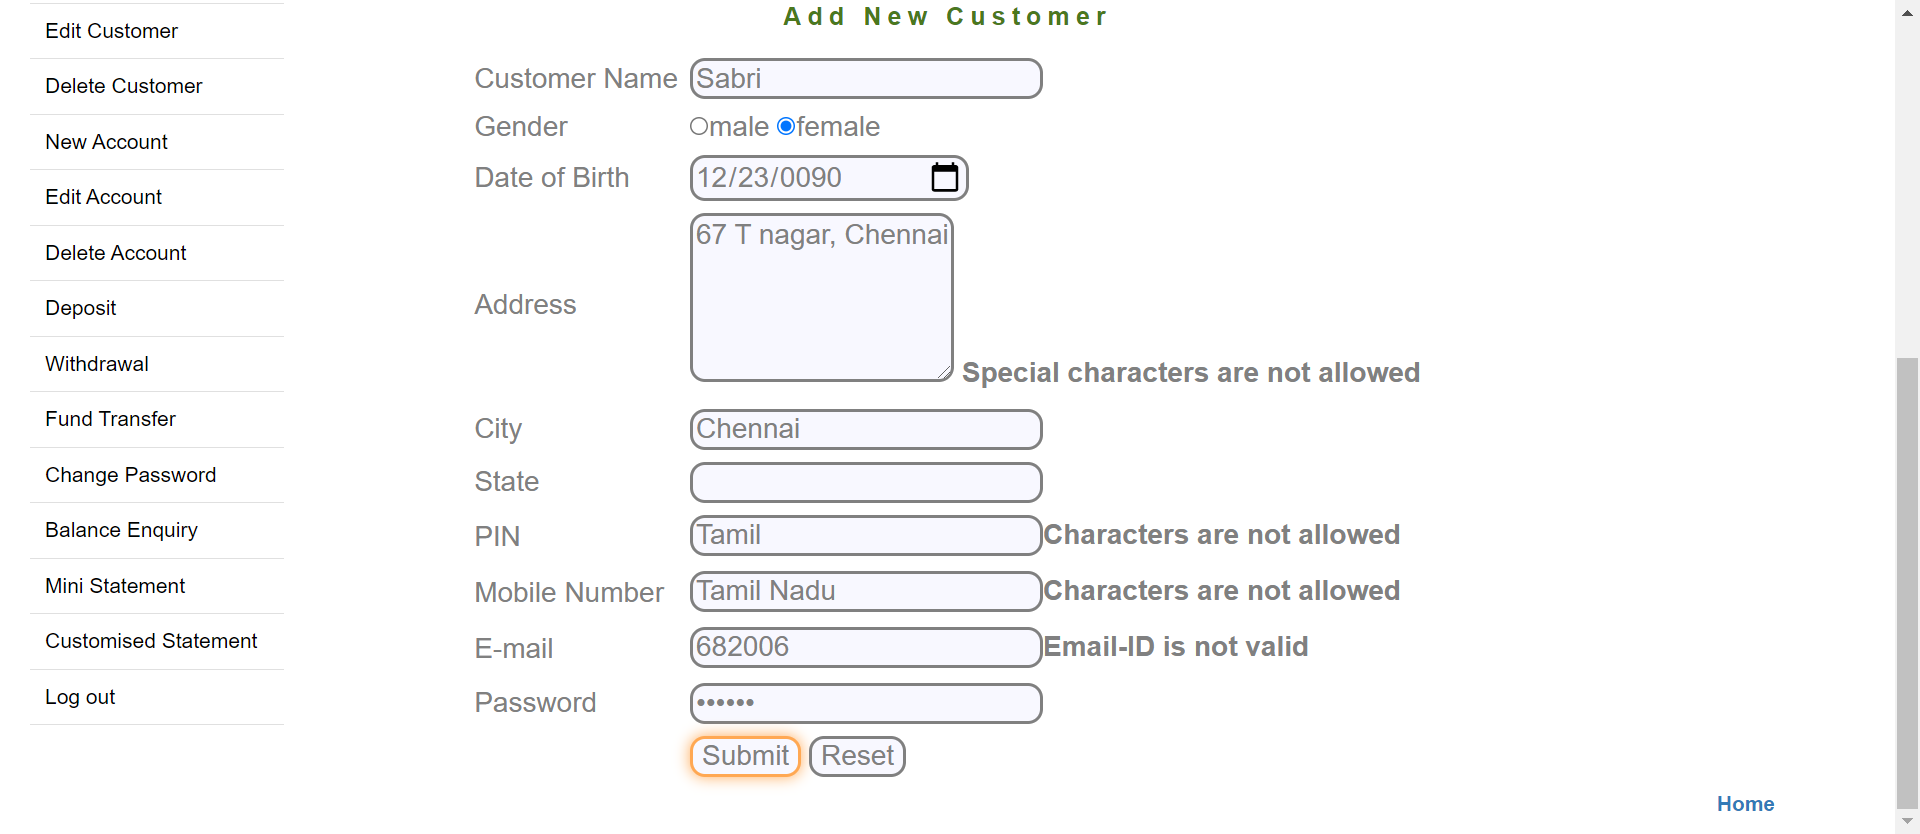 Edit Customer
Delete Customer
New Account
Edit Account
Delete Account
Deposit
Withdrawal
Fund Transfer
Change Password
Balance Enquiry
Mini Statement
Customised Statement
Log out
Add New Customer
Customer Name Sabri
Gender male female
Date of Birth 12/23/0090
Address 67 T nagar, Chennai
Special characters are not allowed
City Chennai
State
PIN Tamil Characters are not allowed
Mobile Number Tamil Nadu Characters are not allowed
E-mail 682006 Email-ID is not valid
Password ••••••
Submit Reset
Home